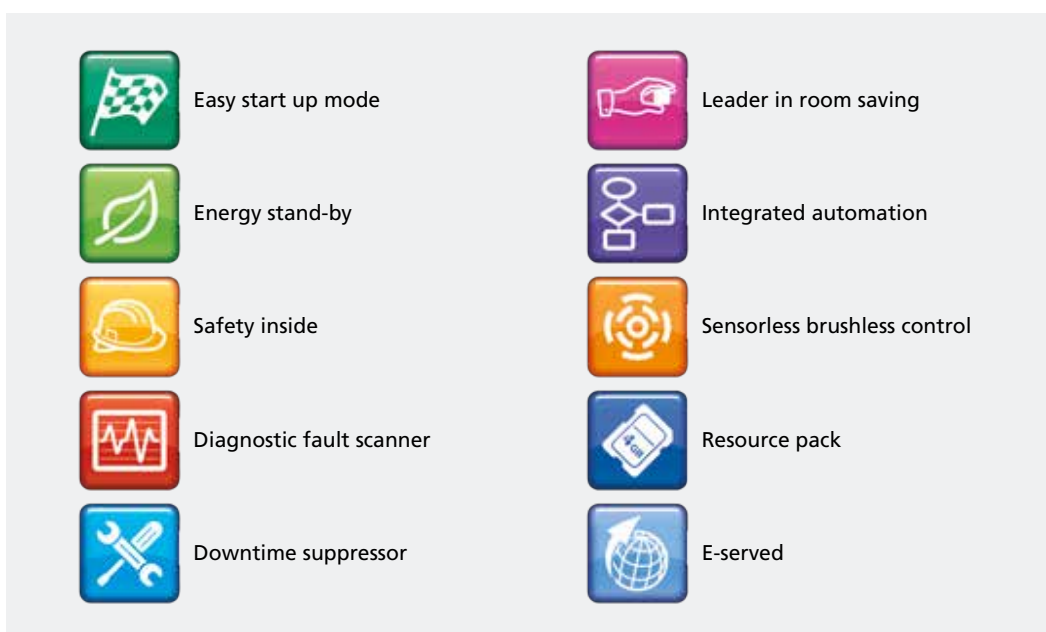 Easy start up mode
Energy stand-by
Safety inside
Diagnostic fault scanner
Downtime suppressor
Leader in room saving
Integrated automation
Sensorless brushless control
4GB
Resource pack
E-served